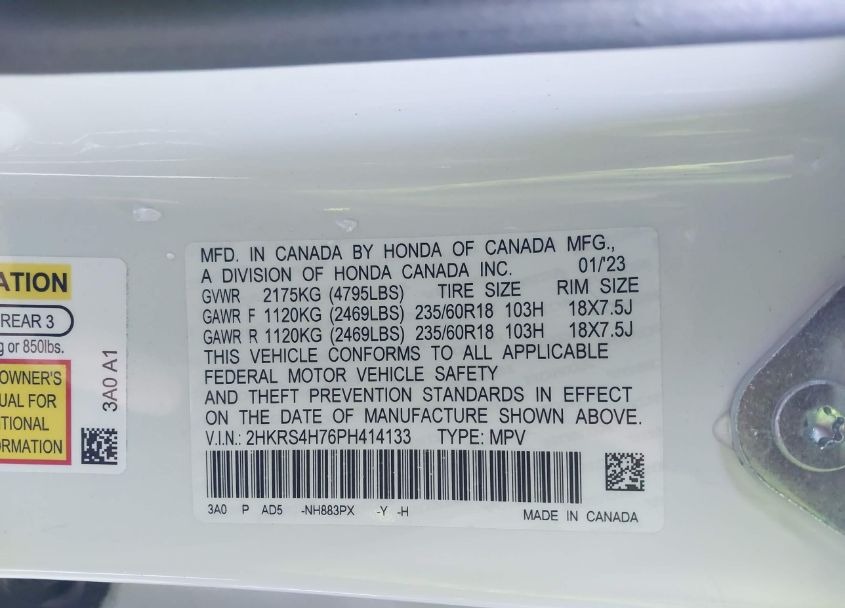 ATION
REAR 3
g or 850lbs.
OWNER'S
UAL FOR
ITIONAL
ORMATION
3A0 A1
MFD. IN CANADA BY HONDA OF CANADA MFG.,
A DIVISION OF HONDA CANADA INC. 01/'23
GVWR 2175KG (4795LBS) TIRE SIZE RIM SIZE
GAWR F 1120KG (2469LBS) 235/60R18 103H 18X7.5J
GAWR R 1120KG (2469LBS) 235/60R18 103H 18X7.5J
THIS VEHICLE CONFORMS TO ALL APPLICABLE
FEDERAL MOTOR VEHICLE SAFETY
AND THEFT PREVENTION STANDARDS IN EFFECT
ON THE DATE OF MANUFACTURE SHOWN ABOVE.
V.I.N.: 2HKRS4H76PH414133 TYPE: MPV
3A0 P AD5 -NH883PX -Y -H
MADE IN CANADA